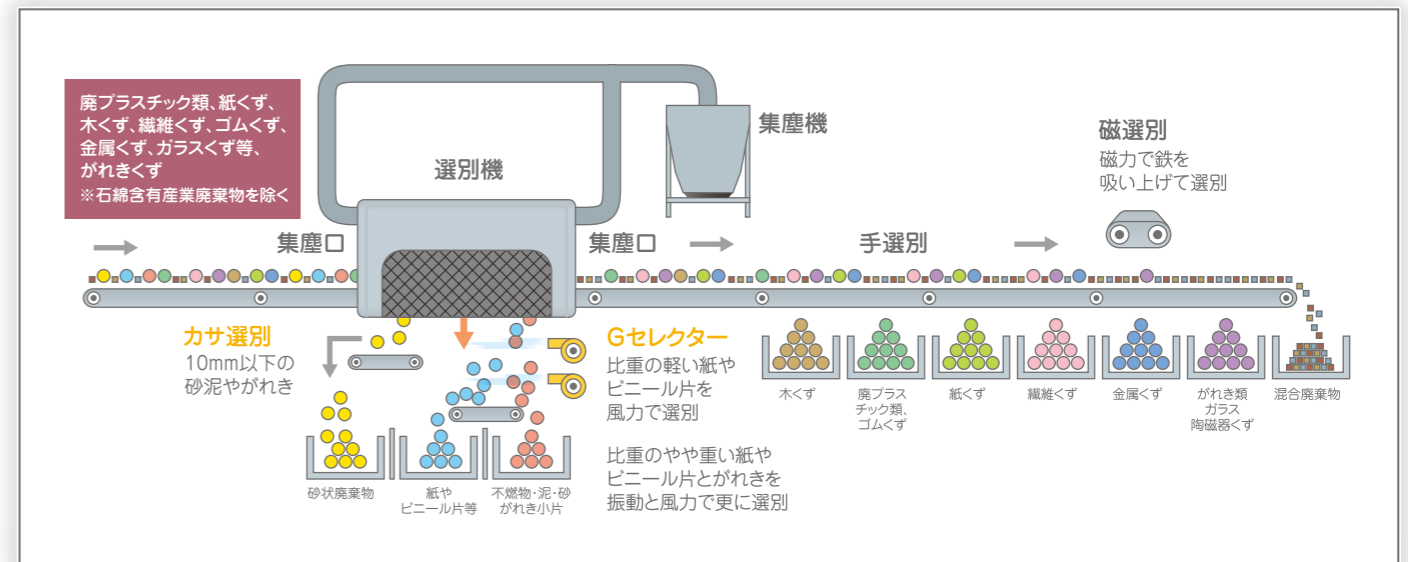 廃プラスチック類、紙くず、
木くず、繊維くず、ゴムくず、
金属くず、ガラスくず等、
がれきくず
※石綿含有産業廃棄物を除く
選別機
集塵機
磁選別
磁力で鉄を
吸い上げて選別
集塵口
集塵口
手選別
カサ選別
10mm以下の
砂泥やがれき
Gセレクター
比重の軽い紙や
ビニール片を
風力で選別
比重のやや重い紙や
ビニール片とがれきを
振動と風力で更に選別
砂状廃棄物
紙や
ビニール片等
不燃物・泥・砂
がれき小片
木くず
廃プラス
チック類、
ゴムくず
紙くず
繊維くず
金属くず
がれき類
ガラス
陶磁器くず
混合廃棄物